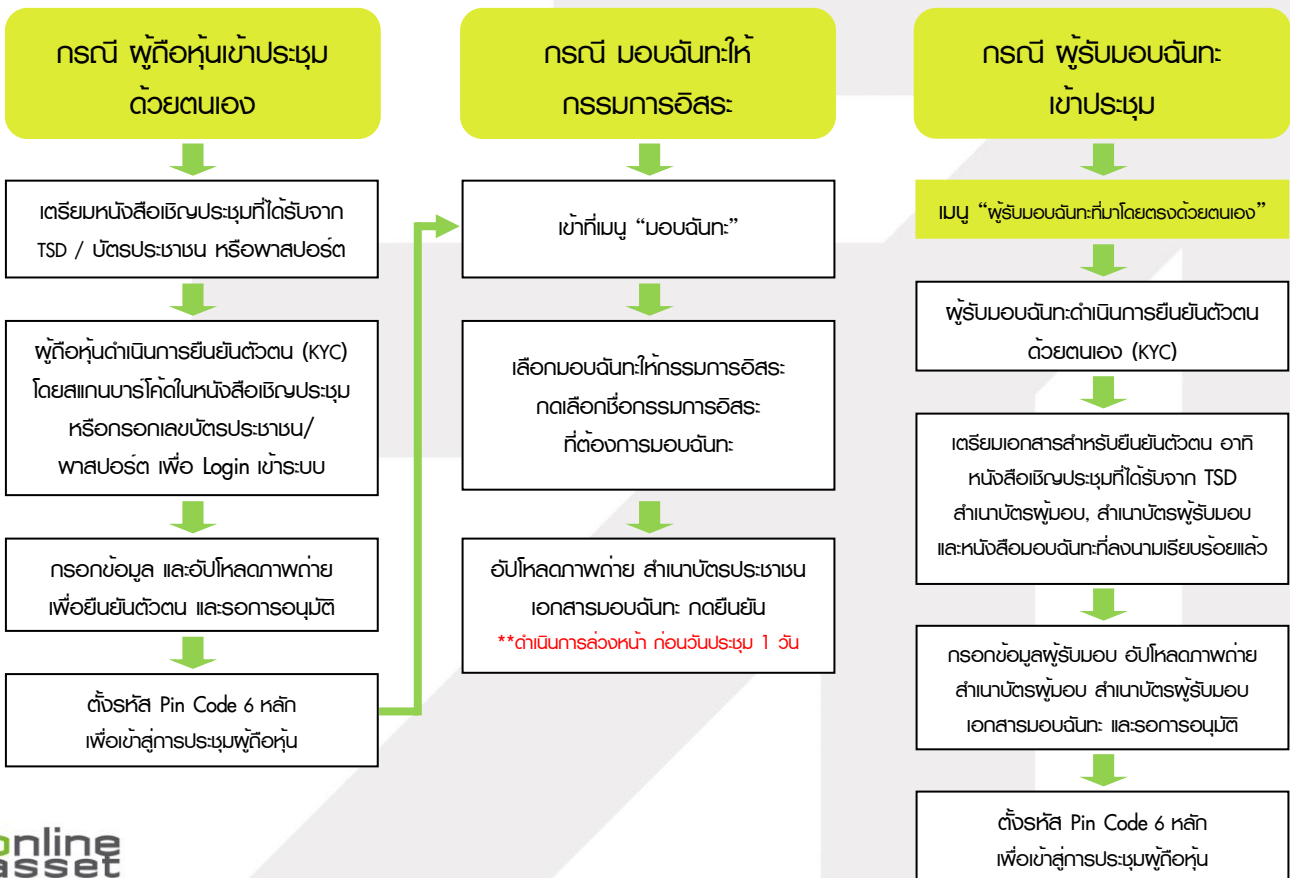 กรณี ผู้ถือหุ้นเข้าประชุม
ด้วยตนเอง
เตรียมหนังสือเชิญประชุมที่ได้รับจาก
TSD / บัตรประชาชน หรือพาสปอร์ต
ผู้ถือหุ้นดำเนินการยืนยันตัวตน (KYC)
โดยสแกนบาร์โค้ดในหนังสือเชิญประชุม
หรือกรอกเลขบัตรประชาชน/
พาสปอร์ต เพื่อ Login เข้าระบบ
กรอกข้อมูล และอัปโหลดภาพถ่าย
เพื่อยืนยันตัวตน และรอการอนุมัติ
ตั้งรหัส Pin Code 6 หลัก
เพื่อเข้าสู่การประชุมผู้ถือหุ้น
กรณี มอบฉันทะให้
กรรมการอิสระ
เข้าที่เมนู “มอบฉันทะ”
เลือกมอบฉันทะให้กรรมการอิสระ
กดเลือกชื่อกรรมการอิสระ
ที่ต้องการมอบฉันทะ
อัปโหลดภาพถ่าย สำเนาบัตรประชาชน
เอกสารมอบฉันทะ กดยืนยัน
**ดำเนินการล่วงหน้า ก่อนวันประชุม 1 วัน
กรณี ผู้รับมอบฉันทะ
เข้าประชุม
เมนู “ผู้รับมอบฉันทะที่มาโดยตรงด้วยตนเอง”
ผู้รับมอบฉันทะดำเนินการยืนยันตัวตน
ด้วยตนเอง (KYC)
เตรียมเอกสารสำหรับยืนยันตัวตน อาทิ
หนังสือเชิญประชุมที่ได้รับจาก TSD
สำเนาบัตรผู้มอบ, สำเนาบัตรผู้รับมอบ
และหนังสือมอบฉันทะที่ลงนามเรียบร้อยแล้ว
กรอกข้อมูลผู้รับมอบ อัปโหลดภาพถ่าย
สำเนาบัตรผู้มอบ สำเนาบัตรผู้รับมอบ
เอกสารมอบฉันทะ และรอการอนุมัติ
ตั้งรหัส Pin Code 6 หลัก
เพื่อเข้าสู่การประชุมผู้ถือหุ้น
online
asset